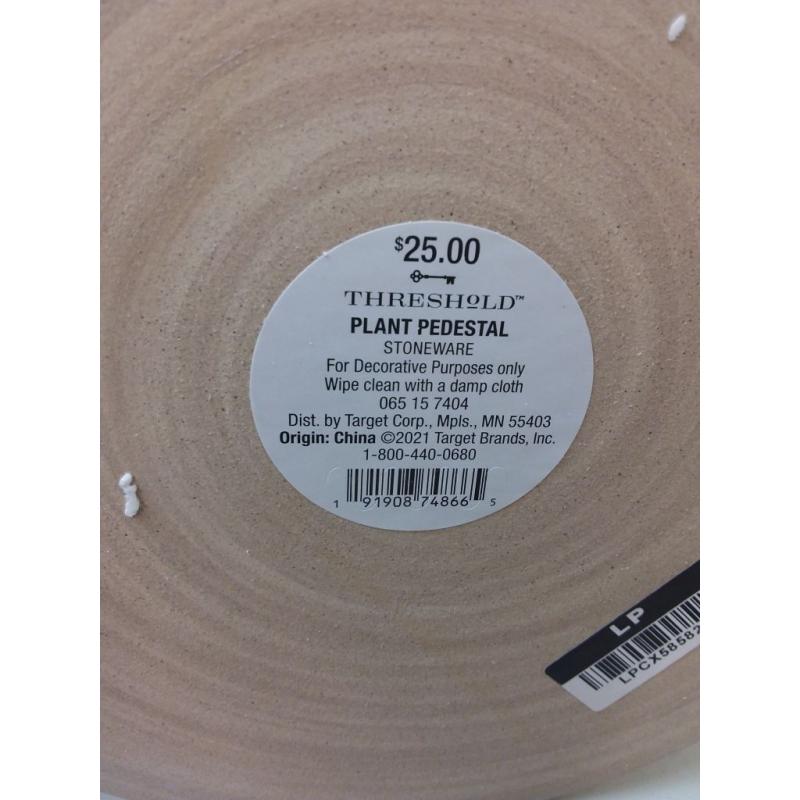 $25.00
THRESHOLD™
PLANT PEDESTAL
STONEWARE
For Decorative Purposes only
Wipe clean with a damp cloth
065 15 7404
Dist. by Target Corp., Mpls., MN 55403
Origin: China ©2021 Target Brands, Inc.
1-800-440-0680
1 91908 74866 5
LP